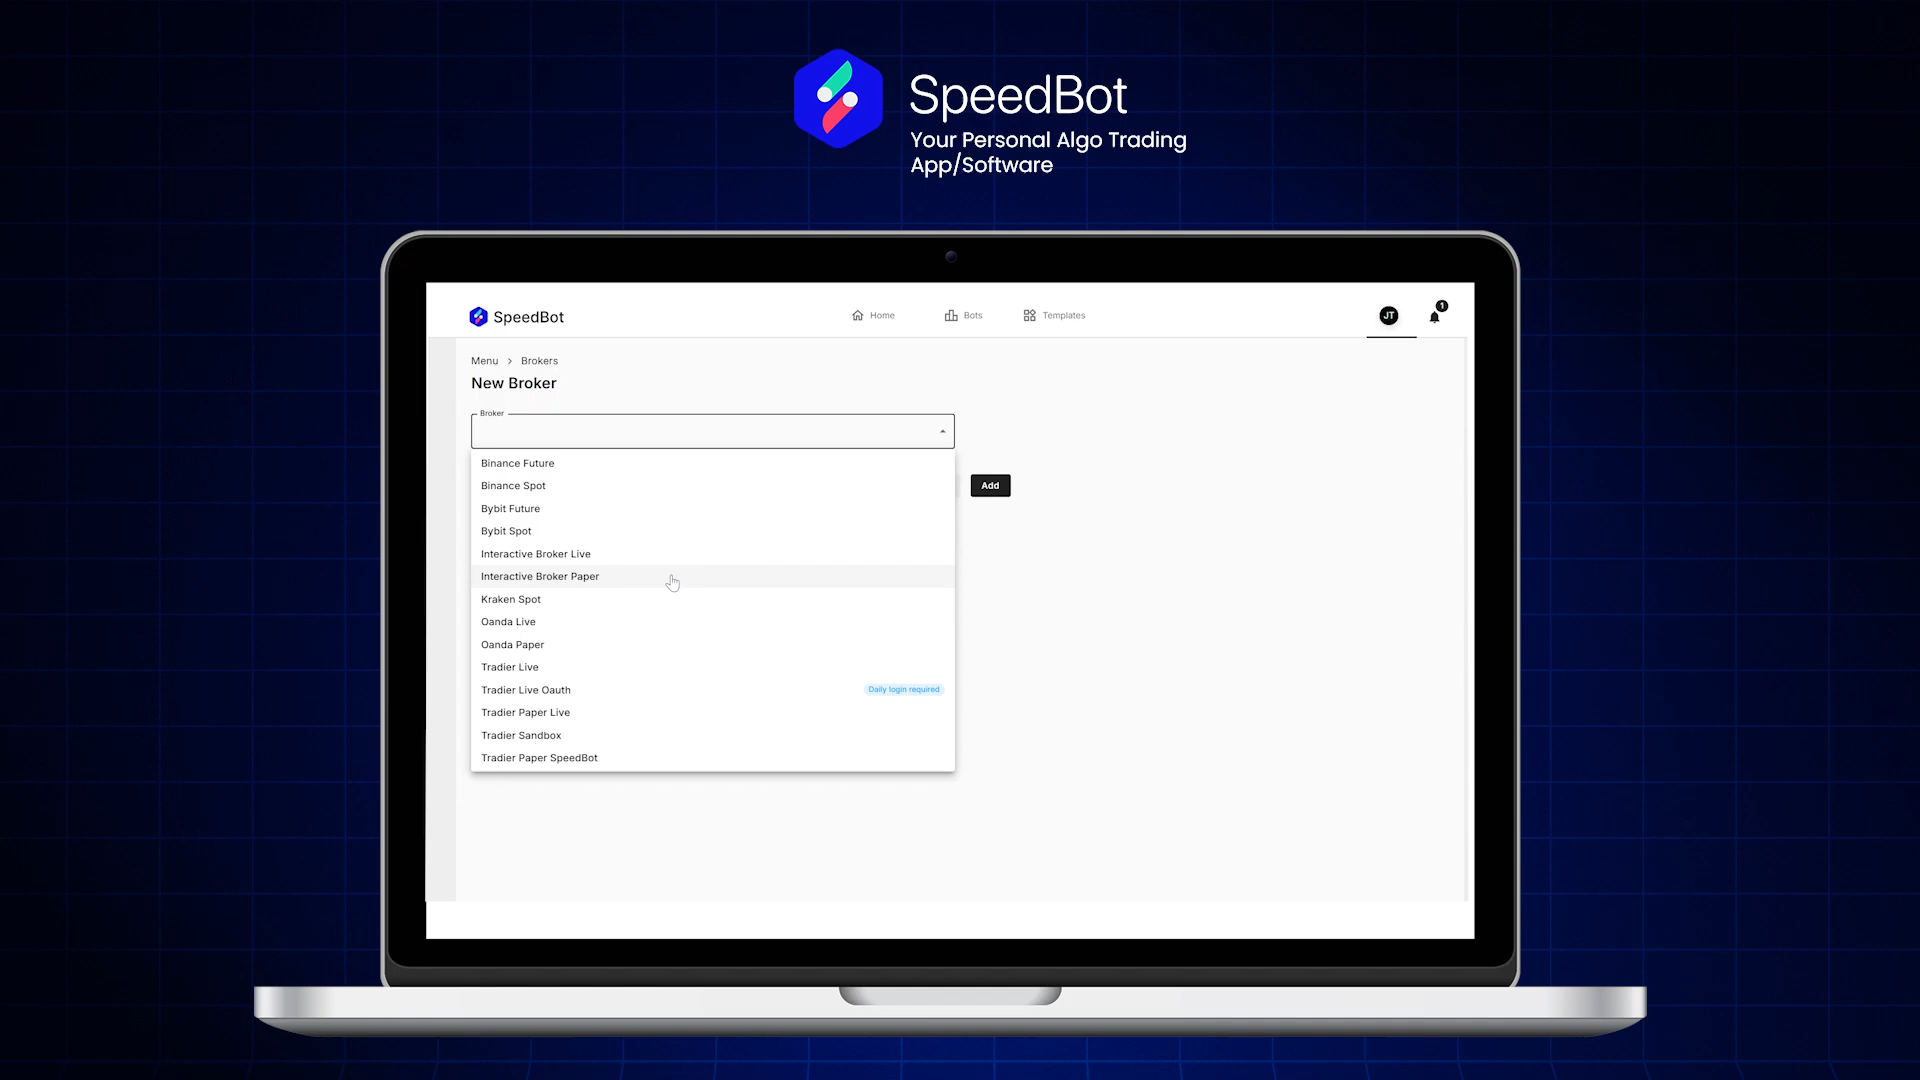 SpeedBot
Your Personal Algo Trading
App/Software
SpeedBot
Home
Bots
Templates
JT
1
Menu > Brokers
New Broker
Broker
Binance Future
Binance Spot
Add
Bybit Future
Bybit Spot
Interactive Broker Live
Interactive Broker Paper
Kraken Spot
Oanda Live
Oanda Paper
Tradier Live
Tradier Live Oauth
Daily login required
Tradier Paper Live
Tradier Sandbox
Tradier Paper SpeedBot